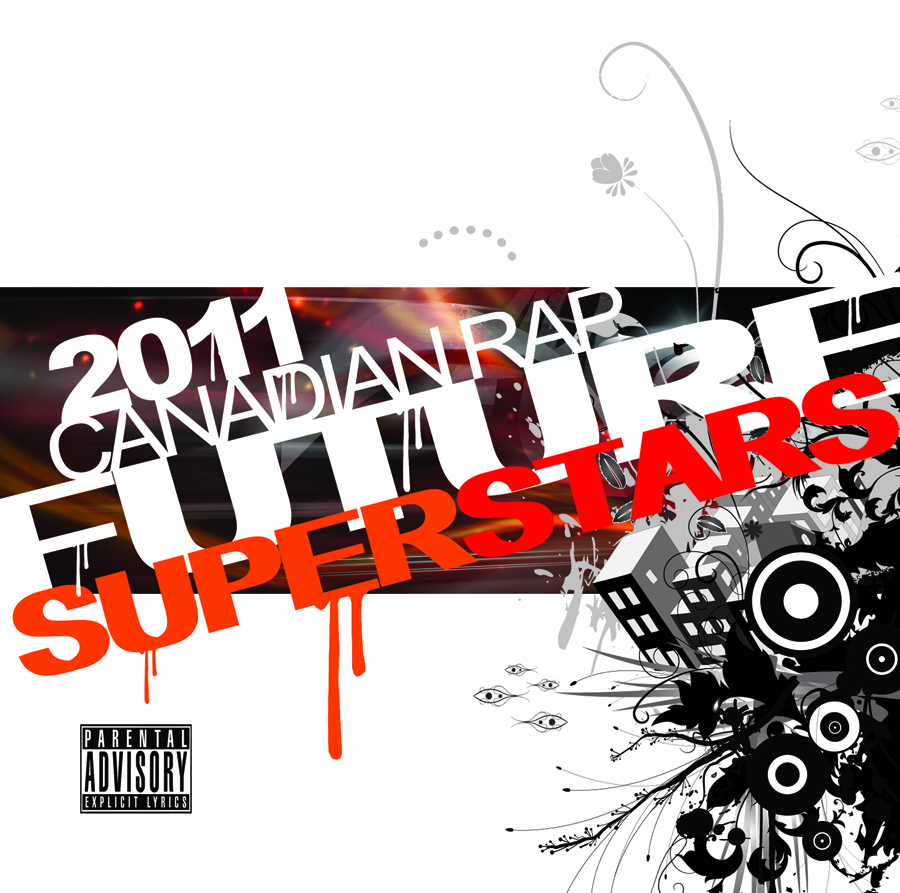 2011
CANADIAN RAP
FUTURE
SUPERSTARS
PARENTAL
ADVISORY
EXPLICIT LYRICS